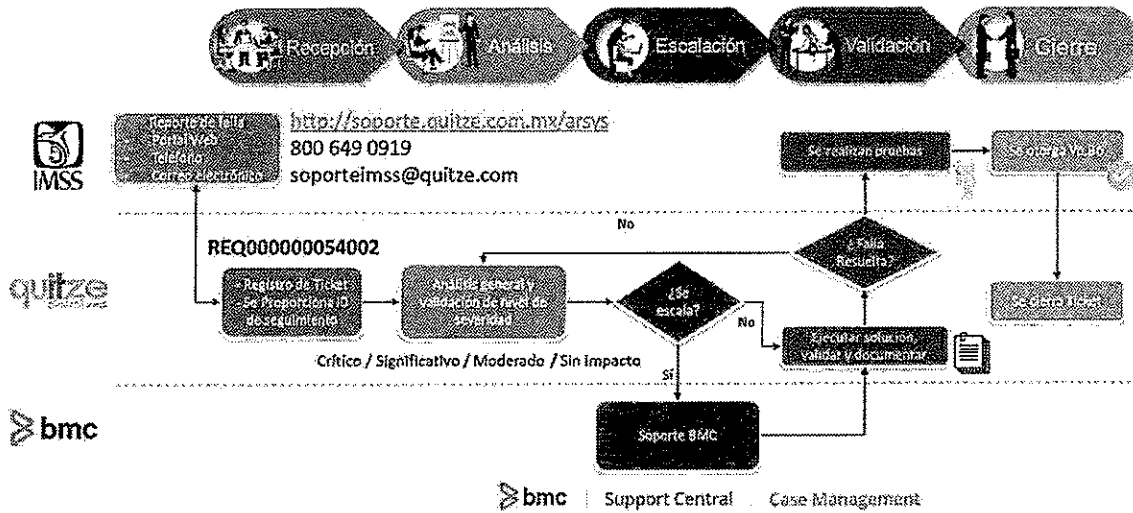 Recepción
Análisis
Escalación
Validación
Cierre
IMSS
Reporte de falla
Portal Web
Teléfono
Correo electrónico
http://soporte.quitze.com.mx/arsys
800 649 0919
soporteimss@quitze.com
Se realizan pruebas
Se otorga Vo.Bo
No
REQ000000054002
quitze
- Registro de Ticket
-Se Proporciona ID
de seguimiento
Análisis general y
validación de nivel de
severidad
¿Se
escala?
¿Falla
Resuelta?
No
Ejecutar solución,
validar y documentar
Se cierra Ticket
Crítico / Significativo / Moderado / Sin impacto
Sí
bmc
Soporte BMC
bmc | Support Central Case Management